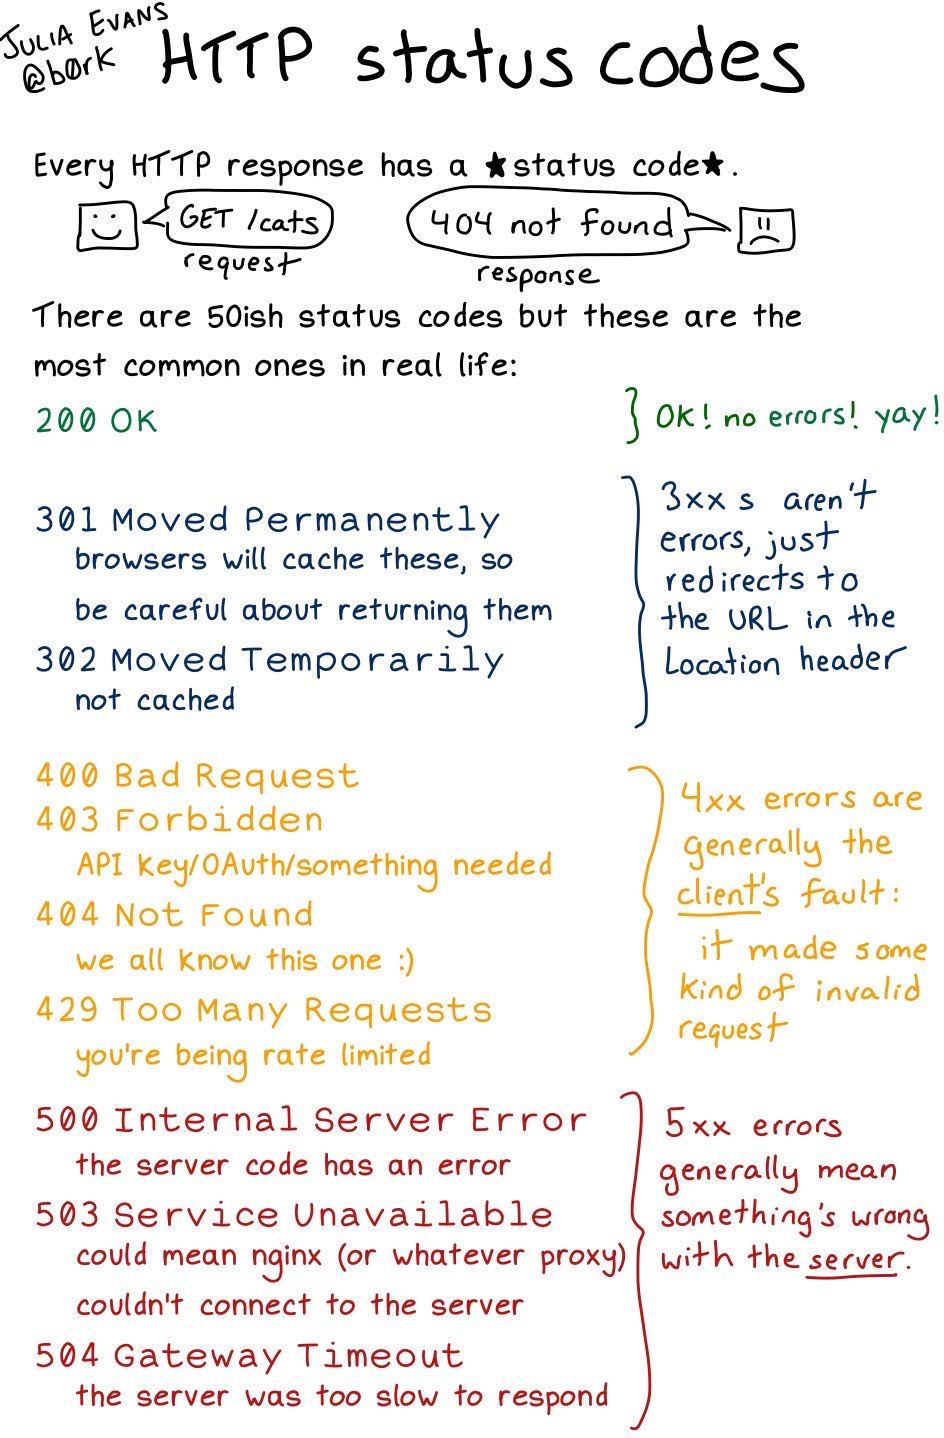 JULIA EVANS
@b0rk
HTTP status codes
Every HTTP response has a ★status code★.
GET /cats
request
404 not found
response
There are 50ish status codes but these are the
most common ones in real life:
200 OK
OK! no errors! yay!
301 Moved Permanently
browsers will cache these, so
be careful about returning them
302 Moved Temporarily
not cached
3xx s aren't
errors, just
redirects to
the URL in the
Location header
400 Bad Request
403 Forbidden
API key/OAuth/something needed
404 Not Found
we all know this one :)
429 Too Many Requests
you're being rate limited
4xx errors are
generally the
client's fault:
it made some
kind of invalid
request
500 Internal Server Error
the server code has an error
503 Service Unavailable
could mean nginx (or whatever proxy)
couldn't connect to the server
504 Gateway Timeout
the server was too slow to respond
5xx errors
generally mean
something's wrong
with the server.